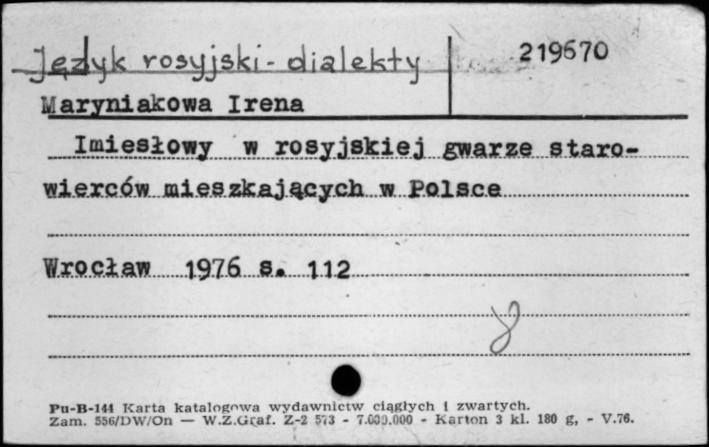 Język rosyjski - dialekty
219670
Maryniakowa Irena
Imiesłowy w rosyjskiej gwarze staro-
wierców mieszkających w Polsce
Wrocław 1976 s. 112
8
Pu-B-144 Karta katalogowa wydawnictw ciągłych i zwartych.
Zam. 556/DW/On — W.Z.Graf. Z-2 573 - 7.000.000 - Karton 3 kl. 180 g, - V.76.